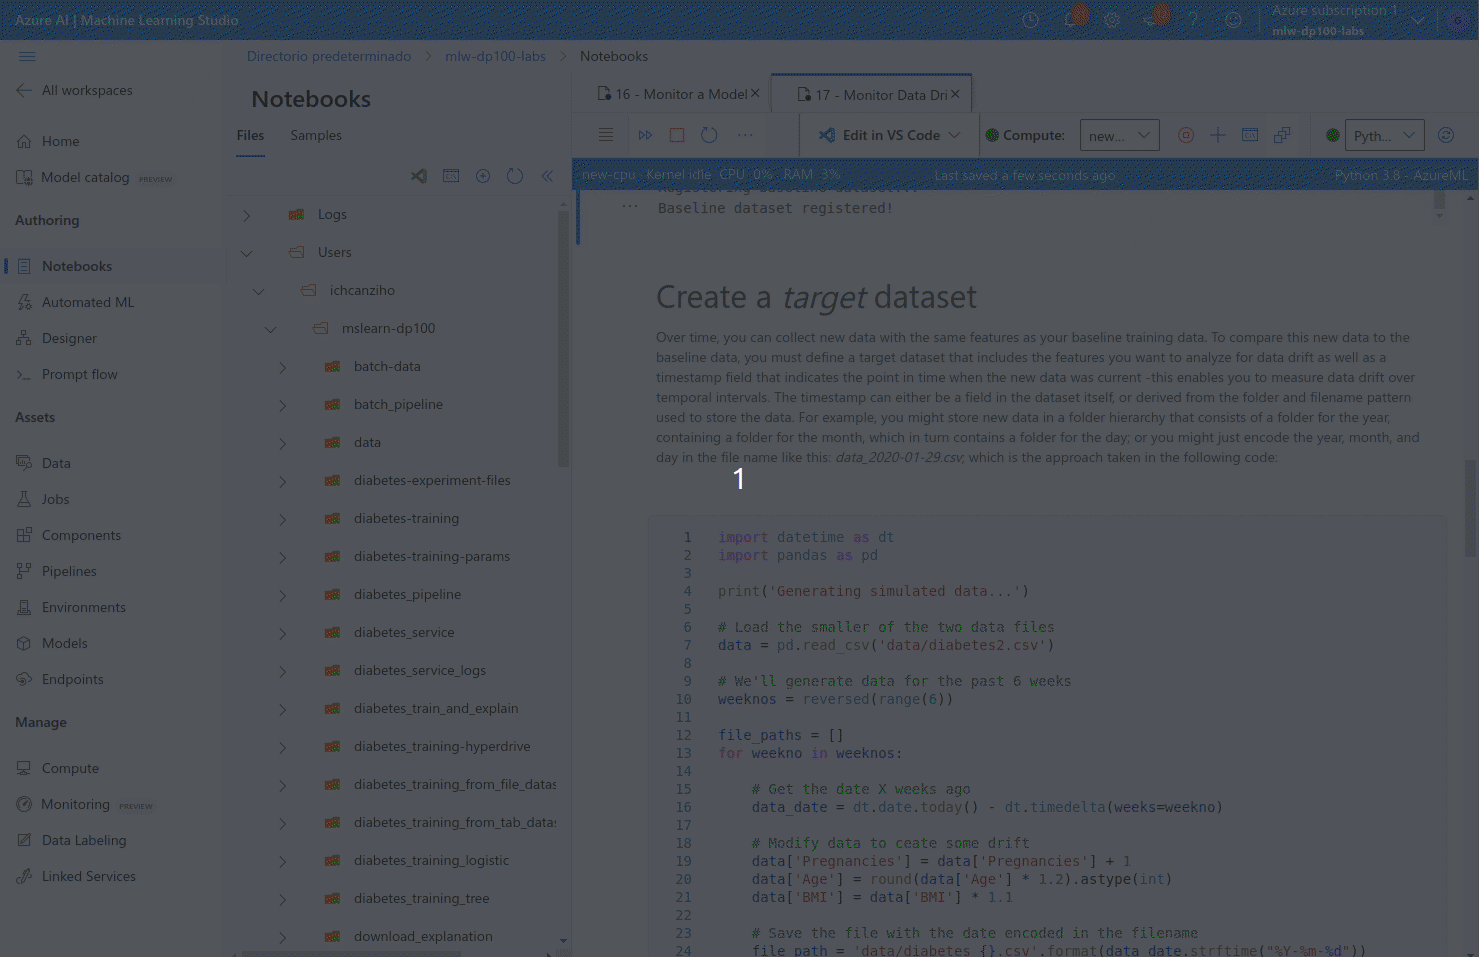 Azure AI | Machine Learning Studio
Azure subscription 1
mlw-dp100-labs
All workspaces
Home
Model catalog PREVIEW
Authoring
Notebooks
Automated ML
Designer
Prompt flow
Assets
Data
Jobs
Components
Pipelines
Environments
Models
Endpoints
Manage
Compute
Monitoring PREVIEW
Data Labeling
Linked Services
Directorio predeterminado > mlw-dp100-labs > Notebooks
Notebooks
Files Samples
Logs
Users
ichcanziho
mslearn-dp100
batch-data
batch_pipeline
data
diabetes-experiment-files
diabetes-training
diabetes-training-params
diabetes_pipeline
diabetes_service
diabetes_service_logs
diabetes_train_and_explain
diabetes_training-hyperdrive
diabetes_training_from_file_datas
diabetes_training_from_tab_datas
diabetes_training_logistic
diabetes_training_tree
download_explanation
16 - Monitor a Model
17 - Monitor Data Dri
Edit in VS Code
Compute:
new...
Pyth...
new-cpu · Kernel idle CPU 0% RAM 3%
Last saved a few seconds ago
Python 3.8 - AzureML
Registering baseline dataset...
Baseline dataset registered!
Create a target dataset
Over time, you can collect new data with the same features as your baseline training data. To compare this new data to the
baseline data, you must define a target dataset that includes the features you want to analyze for data drift as well as a
timestamp field that indicates the point in time when the new data was current -this enables you to measure data drift over
temporal intervals. The timestamp can either be a field in the dataset itself, or derived from the folder and filename pattern
used to store the data. For example, you might store new data in a folder hierarchy that consists of a folder for the year,
containing a folder for the month, which in turn contains a folder for the day; or you might just encode the year, month, and
day in the file name like this: data_2020-01-29.csv; which is the approach taken in the following code:
1
1 import datetime as dt
2 import pandas as pd
3
4 print('Generating simulated data...')
5
6 # Load the smaller of the two data files
7 data = pd.read_csv('data/diabetes2.csv')
8
9 # We'll generate data for the past 6 weeks
10 weeknos = reversed(range(6))
11
12 file_paths = []
13 for weekno in weeknos:
14
15 # Get the date X weeks ago
16 data_date = dt.date.today() - dt.timedelta(weeks=weekno)
17
18 # Modify data to ceate some drift
19 data['Pregnancies'] = data['Pregnancies'] + 1
20 data['Age'] = round(data['Age'] * 1.2).astype(int)
21 data['BMI'] = data['BMI'] * 1.1
22
23 # Save the file with the date encoded in the filename
24 file_path = 'data/diabetes_{}.csv'.format(data_date.strftime("%Y-%m-%d"))